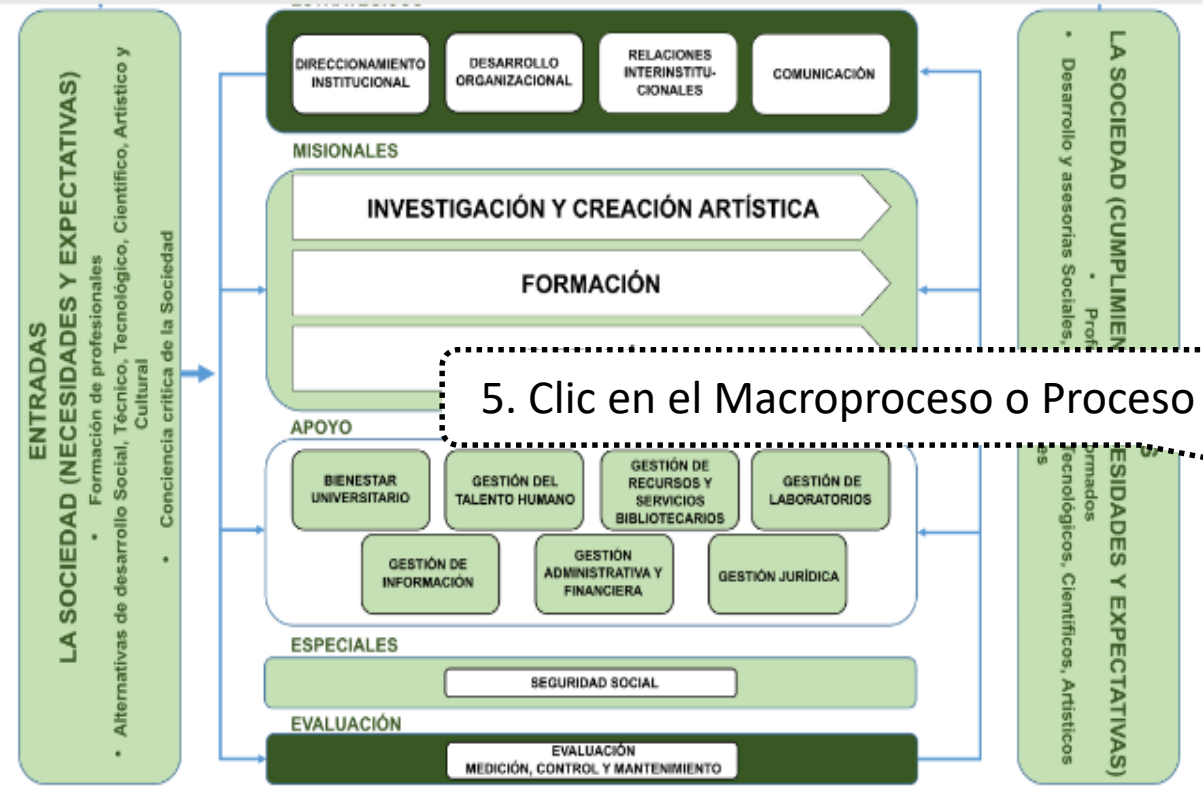 ENTRADAS
LA SOCIEDAD (NECESIDADES Y EXPECTATIVAS)
• Formación de profesionales
• Alternativas de desarrollo Social, Técnico, Tecnológico, Científico, Artístico y
Cultural
• Conciencia crítica de la Sociedad
DIRECCIONAMIENTO
INSTITUCIONAL
DESARROLLO
ORGANIZACIONAL
RELACIONES
INTERINSTITU-
CIONALES
COMUNICACIÓN
MISIONALES
INVESTIGACIÓN Y CREACIÓN ARTÍSTICA
FORMACIÓN
5. Clic en el Macroproceso o Proceso
APOYO
BIENESTAR
UNIVERSITARIO
GESTIÓN DEL
TALENTO HUMANO
GESTIÓN DE
RECURSOS Y
SERVICIOS
BIBLIOTECARIOS
GESTIÓN DE
LABORATORIOS
GESTIÓN DE
INFORMACIÓN
GESTIÓN
ADMINISTRATIVA Y
FINANCIERA
GESTIÓN JURÍDICA
ESPECIALES
SEGURIDAD SOCIAL
EVALUACIÓN
EVALUACIÓN
MEDICIÓN, CONTROL Y MANTENIMIENTO
LA SOCIEDAD (CUMPLIMIEN ESIDADES Y EXPECTATIVAS)
• Prof ormados
• Desarrollo y asesorias Sociales, Tecnológicos, Científicos, Artisticos
es